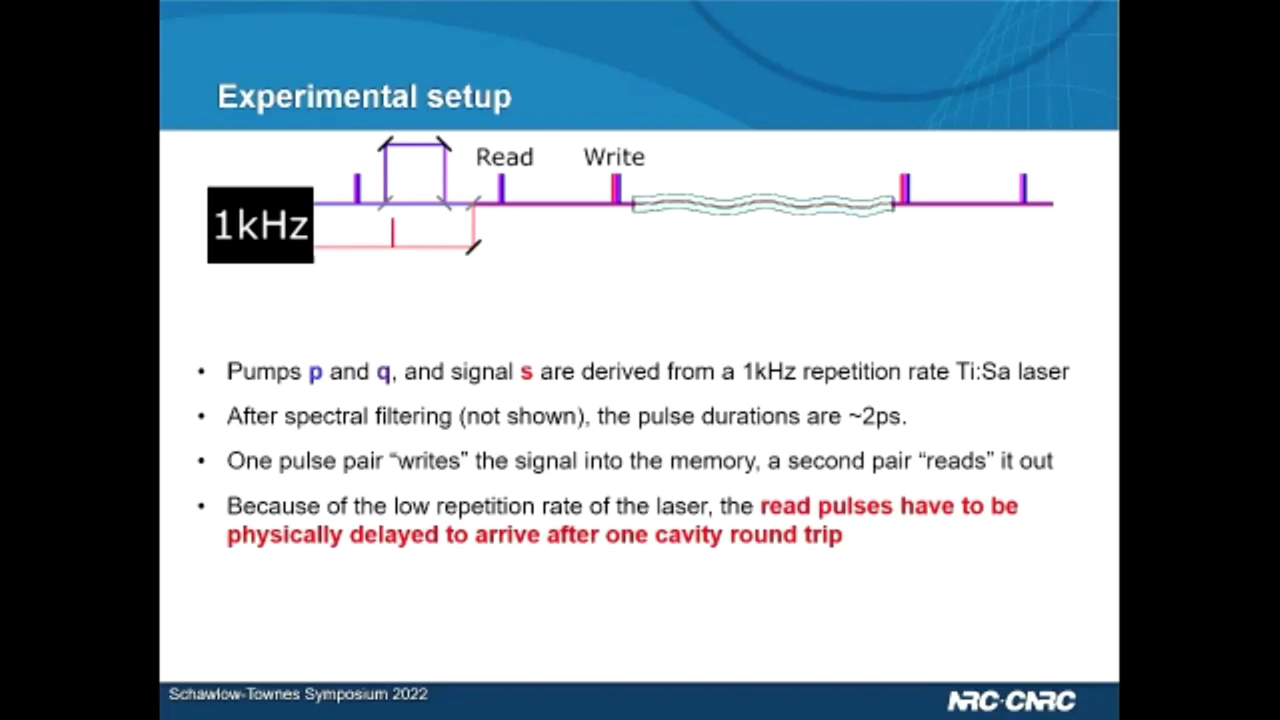 Experimental setup
Read Write
1kHz
• Pumps p and q, and signal s are derived from a 1kHz repetition rate Ti:Sa laser
• After spectral filtering (not shown), the pulse durations are ~2ps.
• One pulse pair “writes” the signal into the memory, a second pair “reads” it out
• Because of the low repetition rate of the laser, the read pulses have to be
physically delayed to arrive after one cavity round trip
Schawlow-Townes Symposium 2022
NRC·CNRC